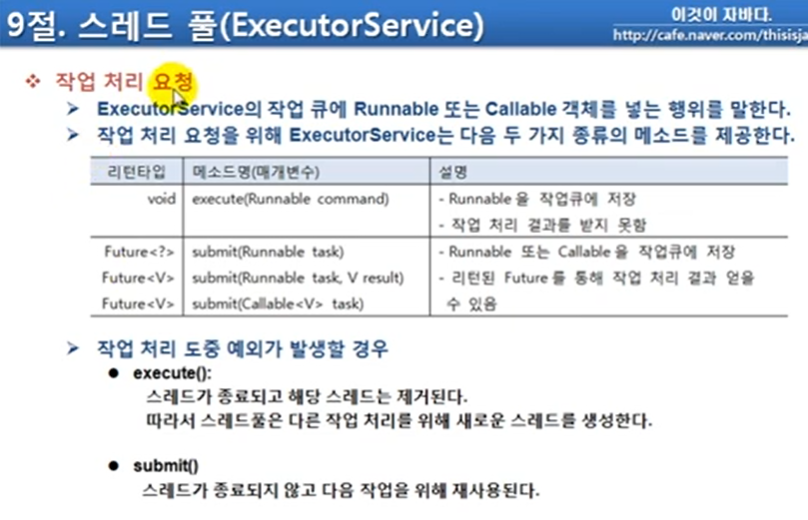 9절. 스레드 풀(ExecutorService)
이것이 자바다.
http://cafe.naver.com/thisisja
❖ 작업 처리 요청
➤ ExecutorService의 작업 큐에 Runnable 또는 Callable 객체를 넣는 행위를 말한다.
➤ 작업 처리 요청을 위해 ExecutorService는 다음 두 가지 종류의 메소드를 제공한다.
리턴타입 메소드명(매개변수) 설명
void execute(Runnable command) - Runnable을 작업큐에 저장
- 작업 처리 결과를 받지 못함
Future<?> submit(Runnable task) - Runnable 또는 Callable을 작업큐에 저장
Future<V> submit(Runnable task, V result) - 리턴된 Future를 통해 작업 처리 결과 얻을
Future<V> submit(Callable<V> task) 수 있음
➤ 작업 처리 도중 예외가 발생할 경우
● execute():
스레드가 종료되고 해당 스레드는 제거된다.
따라서 스레드풀은 다른 작업 처리를 위해 새로운 스레드를 생성한다.
● submit()
스레드가 종료되지 않고 다음 작업을 위해 재사용된다.